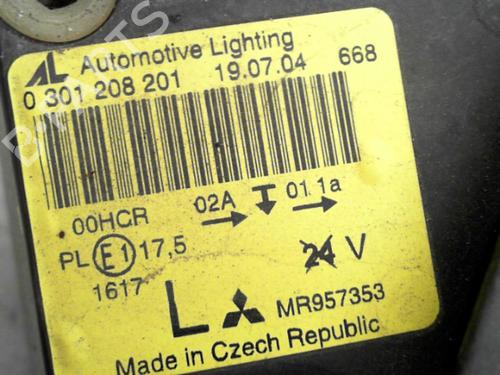 AL Automotive Lighting
0 301 208 201 19.07.04 668
00HCR 02A 01 1a
PL E1 17,5 24 V
1617
L MR957353
Made in Czech Republic